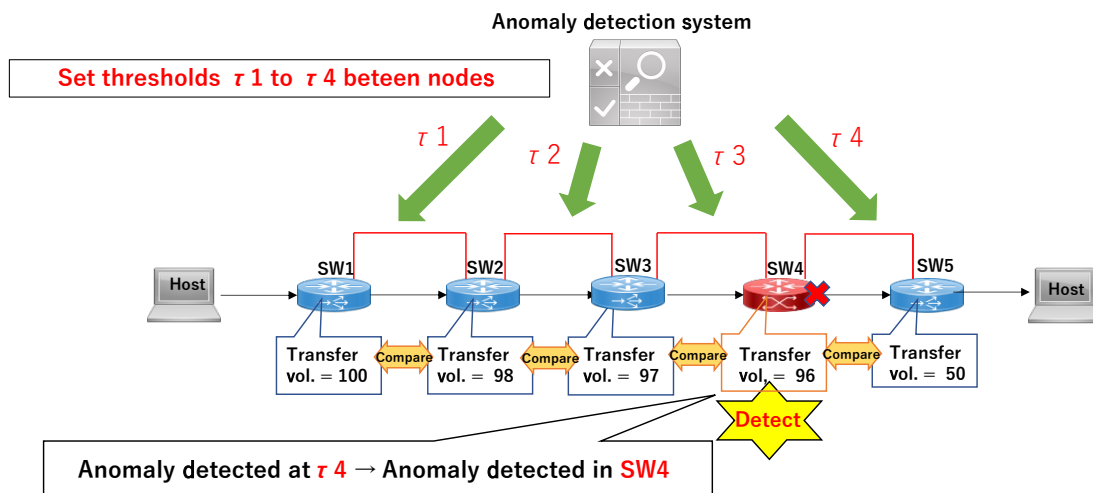 Anomaly detection system
Set thresholds τ 1 to τ 4 beteen nodes
τ 1
τ 2
τ 3
τ 4
SW1
SW2
SW3
SW4
SW5
Host
Host
Transfer
vol. = 100
Compare
Transfer
vol. = 98
Compare
Transfer
vol. = 97
Compare
Transfer
vol. = 96
Compare
Transfer
vol. = 50
Detect
Anomaly detected at τ 4 → Anomaly detected in SW4